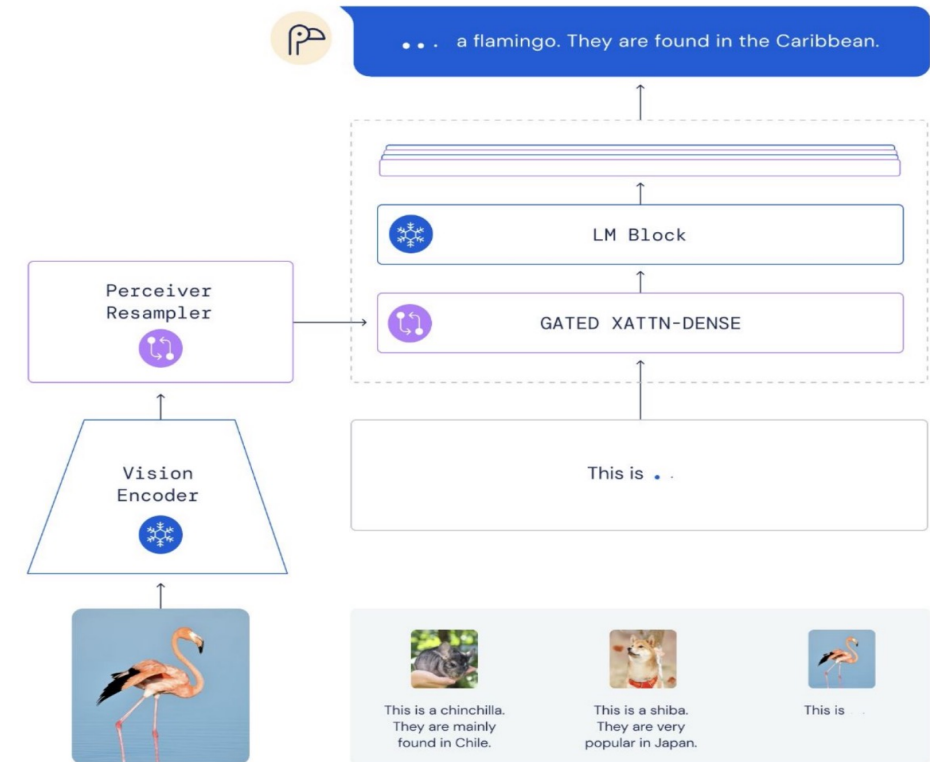 ... a flamingo. They are found in the Caribbean.
LM Block
Perceiver
Resampler
GATED XATTN-DENSE
Vision
Encoder
This is . .
This is a chinchilla.
They are mainly
found in Chile.
This is a shiba.
They are very
popular in Japan.
This is